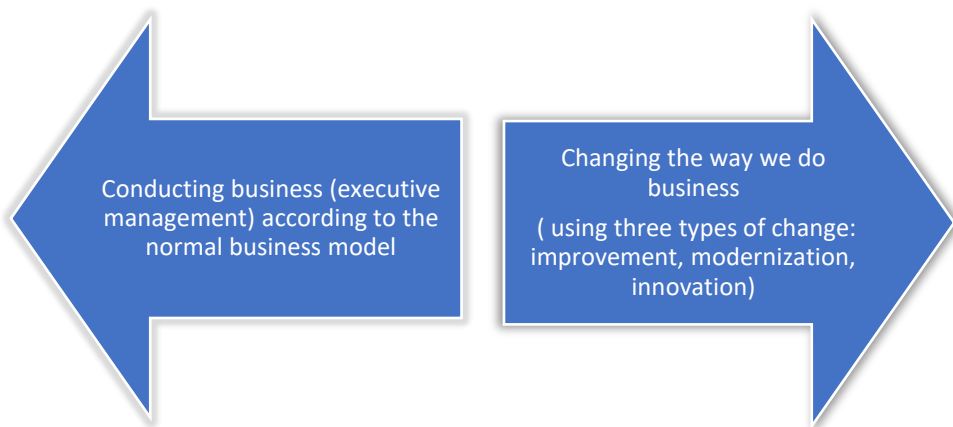 Conducting business (executive
management) according to the
normal business model
Changing the way we do
business
( using three types of change:
improvement, modernization,
innovation)